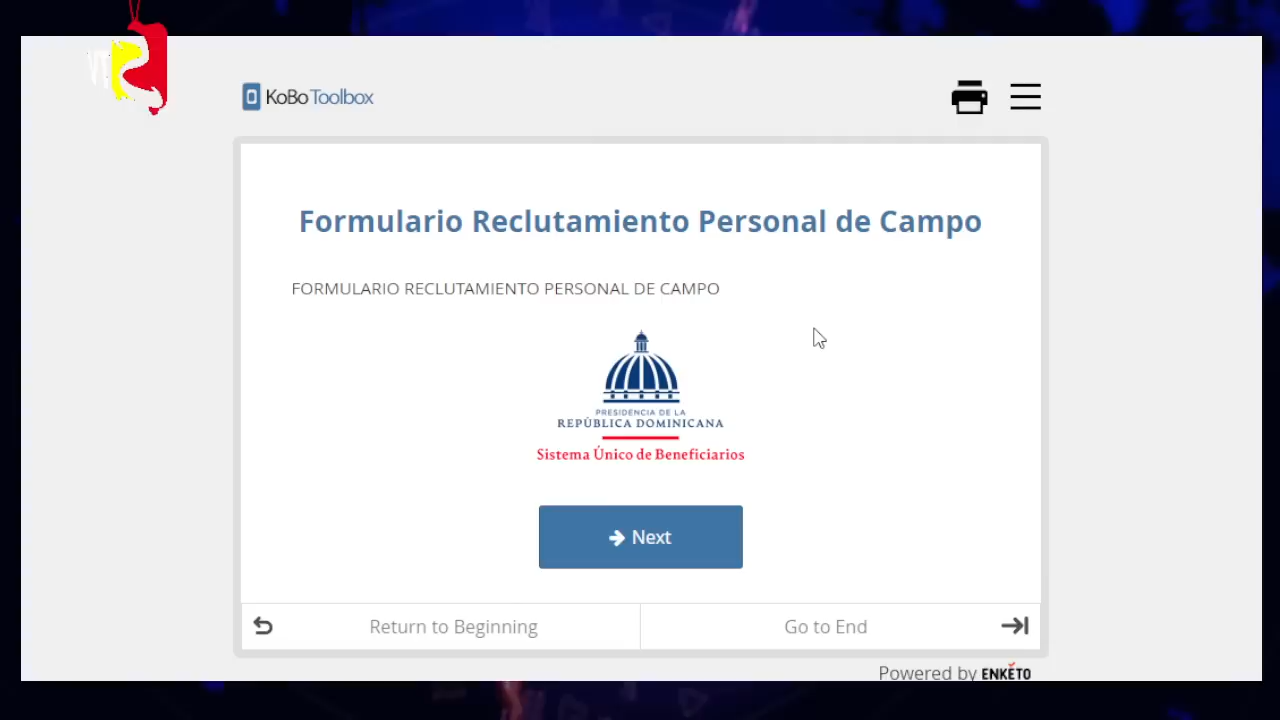 KoBo Toolbox
Formulario Reclutamiento Personal de Campo
FORMULARIO RECLUTAMIENTO PERSONAL DE CAMPO
PRESIDENCIA DE LA
REPÚBLICA DOMINICANA
Sistema Único de Beneficiarios
Next
Return to Beginning
Go to End
Powered by ENKETO